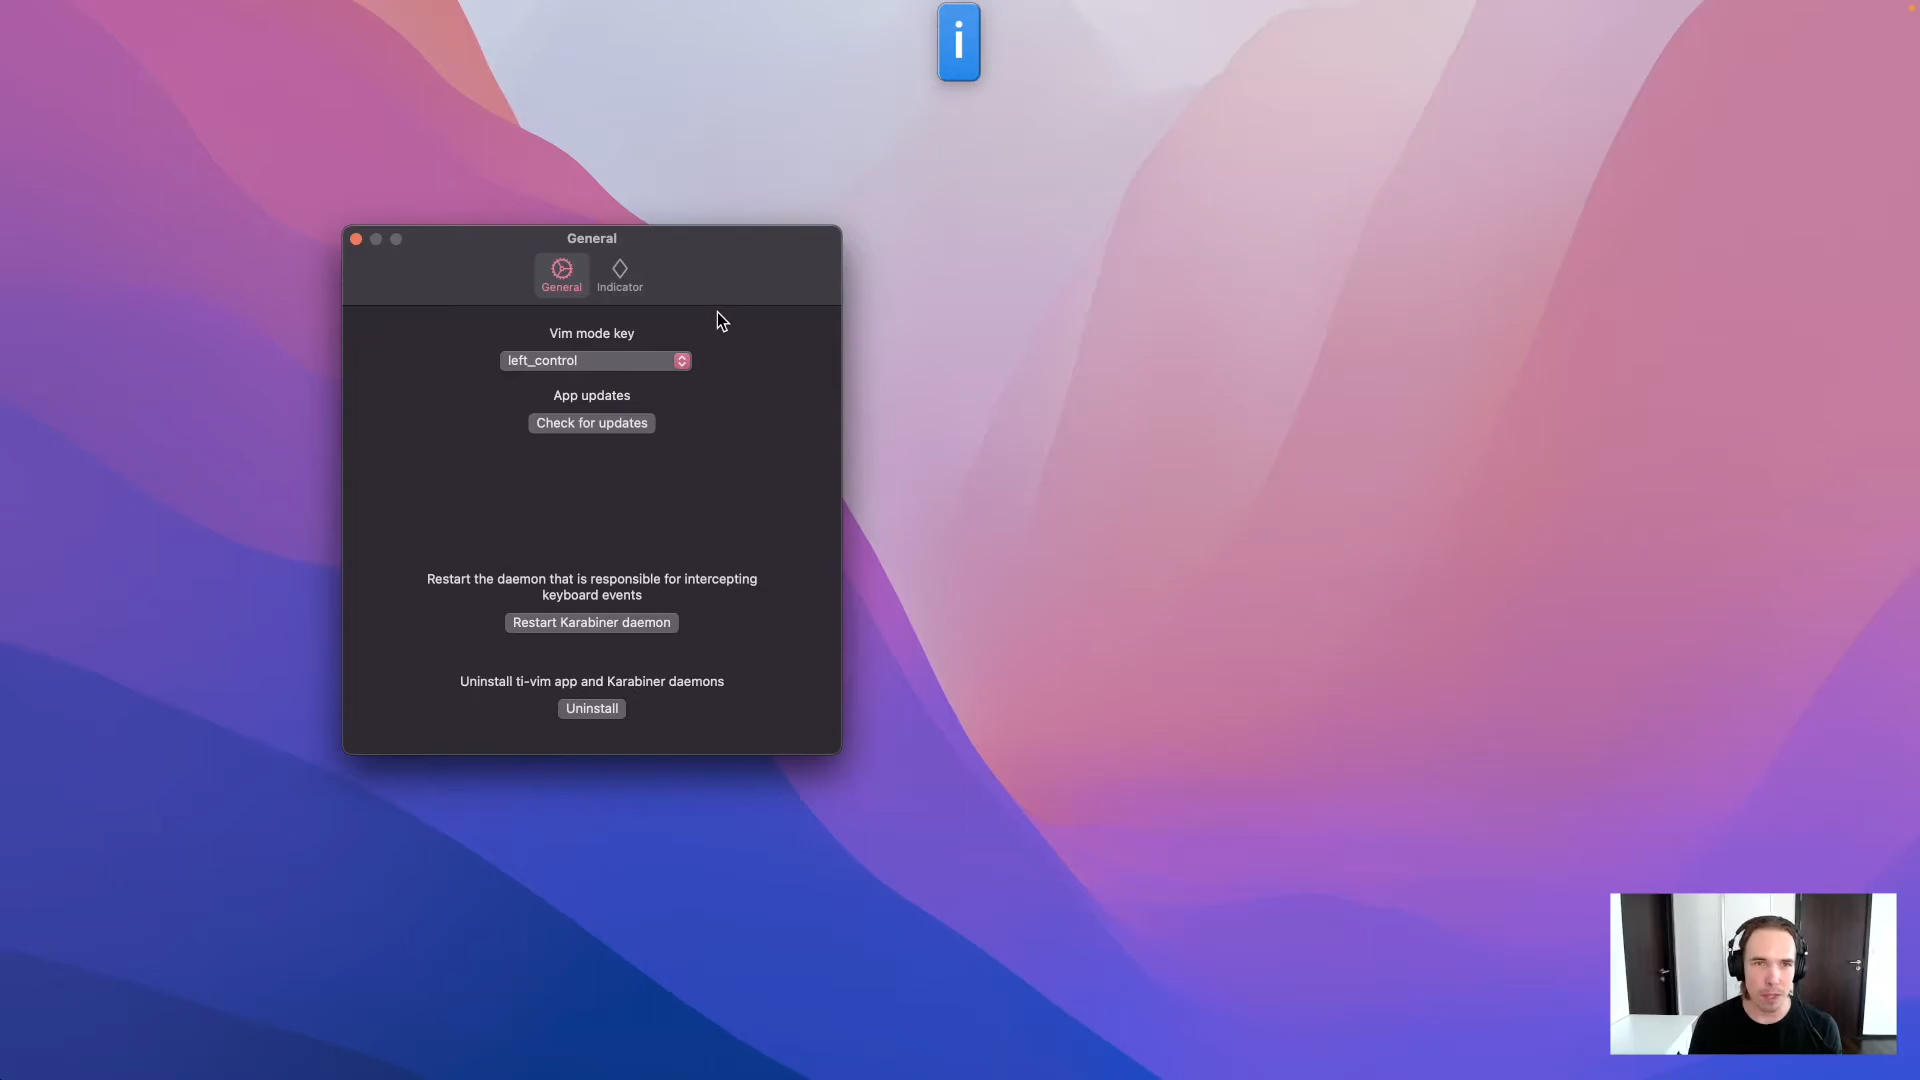 i
General
General
Indicator
Vim mode key
left_control
App updates
Check for updates
Restart the daemon that is responsible for intercepting
keyboard events
Restart Karabiner daemon
Uninstall ti-vim app and Karabiner daemons
Uninstall